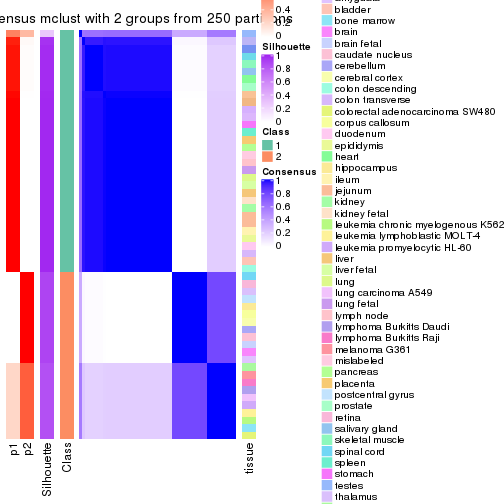 ensus mclust with 2 groups from 250 partitions
0.4
0.2
0
Silhouette
1
0.8
0.6
0.4
0.2
0
Class
1
2
Consensus
1
0.8
0.6
0.4
0.2
0
bladder
bone marrow
brain
brain fetal
caudate nucleus
cerebellum
cerebral cortex
colon descending
colon transverse
colorectal adenocarcinoma SW480
corpus callosum
duodenum
epididymis
heart
hippocampus
ileum
jejunum
kidney
kidney fetal
leukemia chronic myelogenous K562
leukemia lymphoblastic MOLT-4
leukemia promyelocytic HL-60
liver
liver fetal
lung
lung carcinoma A549
lung fetal
lymph node
lymphoma Burkitts Daudi
lymphoma Burkitts Raji
melanoma G361
mislabeled
pancreas
placenta
postcentral gyrus
prostate
retina
salivary gland
skeletal muscle
spinal cord
spleen
stomach
testes
thalamus
p1
p2
Silhouette
Class
tissue